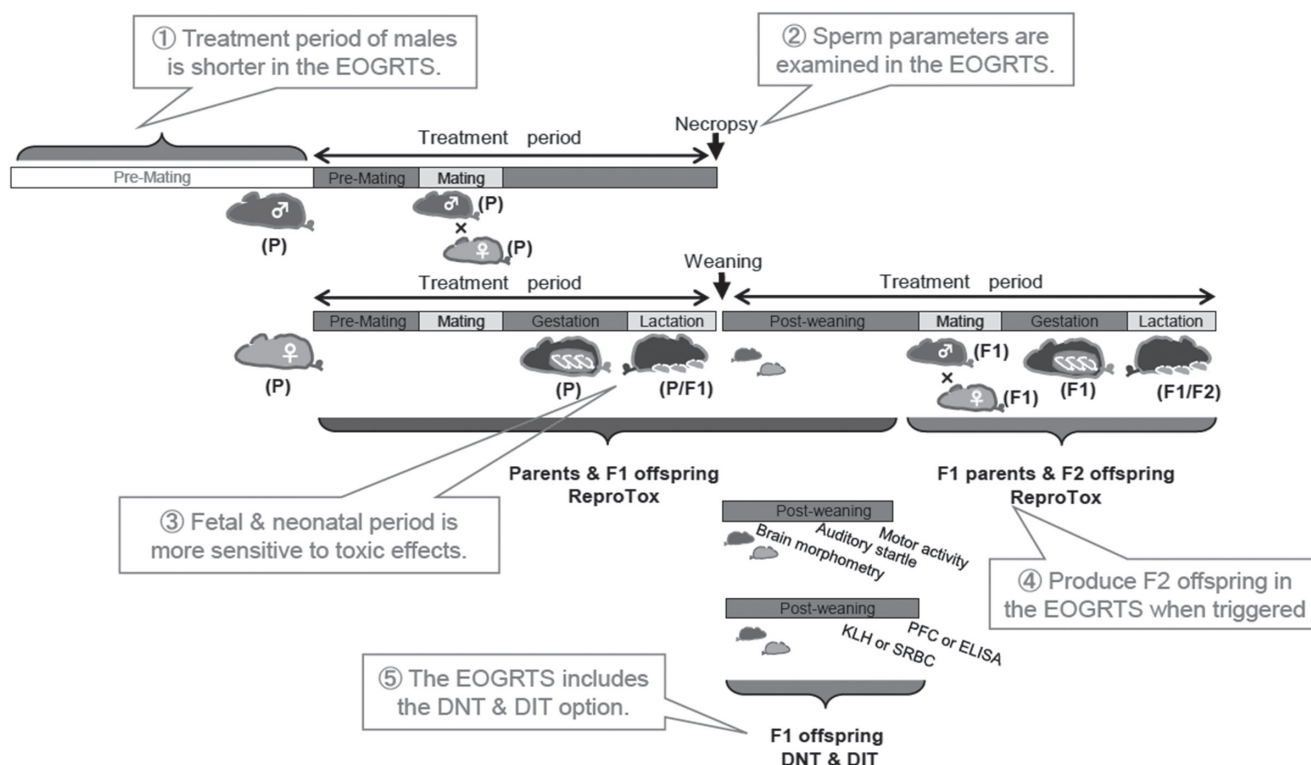 ① Treatment period of males
is shorter in the EOGRTS.
② Sperm parameters are
examined in the EOGRTS.
Necropsy
Treatment period
Pre-Mating
Pre-Mating
Mating
♂
(P)
♂
(P)
×
♀
(P)
Weaning
Treatment period
Treatment period
Pre-Mating
Mating
Gestation
Lactation
Post-weaning
Mating
Gestation
Lactation
♀
(P)
(P)
(P/F1)
♂
(F1)
×
♀
(F1)
(F1)
(F1/F2)
Parents & F1 offspring
ReproTox
F1 parents & F2 offspring
ReproTox
③ Fetal & neonatal period is
more sensitive to toxic effects.
Post-weaning
Brain morphometry
Auditory startle
Motor activity
④ Produce F2 offspring in
the EOGRTS when triggered
Post-weaning
KLH or SRBC
PFC or ELISA
⑤ The EOGRTS includes
the DNT & DIT option.
F1 offspring
DNT & DIT